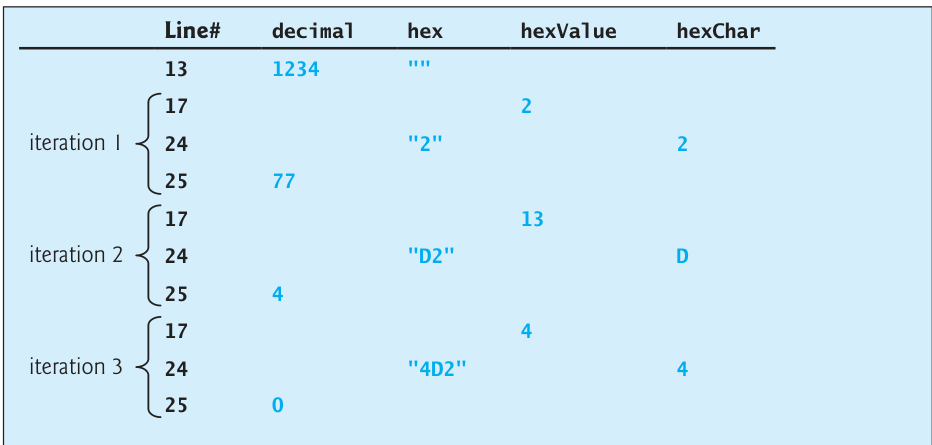 Line# decimal hex hexValue hexChar
13 1234 ""
17 2
iteration 1 24 "2" 2
25 77
17 13
iteration 2 24 "D2" D
25 4
17 4
iteration 3 24 "4D2" 4
25 0